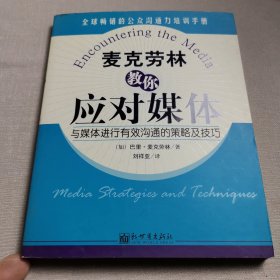 全球畅销的公众沟通力培训手册
Encountering the Media
麦克劳林
教你
应对媒体
与媒体进行有效沟通的策略及技巧
［加］巴里·麦克劳林／著
刘祥亚／译
Media Strategies and Techniques
新世界出版社